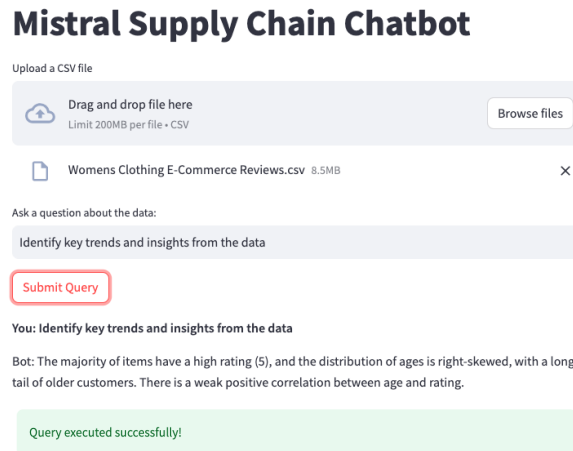 Mistral Supply Chain Chatbot
Upload a CSV file
Drag and drop file here
Limit 200MB per file • CSV
Browse files
Womens Clothing E-Commerce Reviews.csv 8.5MB
Ask a question about the data:
Identify key trends and insights from the data
Submit Query
You: Identify key trends and insights from the data
Bot: The majority of items have a high rating (5), and the distribution of ages is right-skewed, with a long
tail of older customers. There is a weak positive correlation between age and rating.
Query executed successfully!